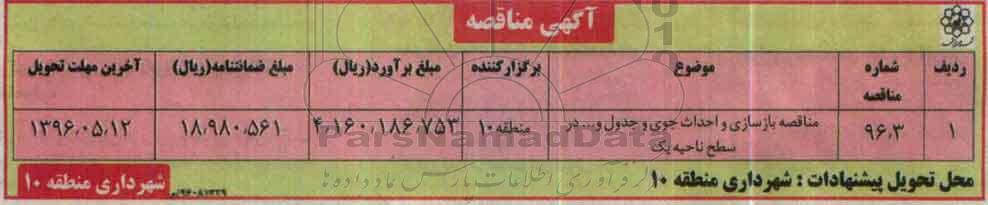 آگهی مناقصه
ردیف
شماره مناقصه
موضوع
برگزارکننده
مبلغ برآورد(ریال)
مبلغ ضمانتنامه(ریال)
آخرین مهلت تحویل
۱
۹۶،۳
مناقصه بازسازی و احداث جوی و جدول و... در
سطح ناحیه یک
منطقه ۱۰
۴،۱۶۰،۱۸۶،۷۵۳
۱۸،۹۸۰،۵۶۱
۱۳۹۶،۰۵،۱۲
محل تحویل پیشنهادات : شهرداری منطقه ۱۰
شهرداری منطقه ۱۰
ParsNamadData